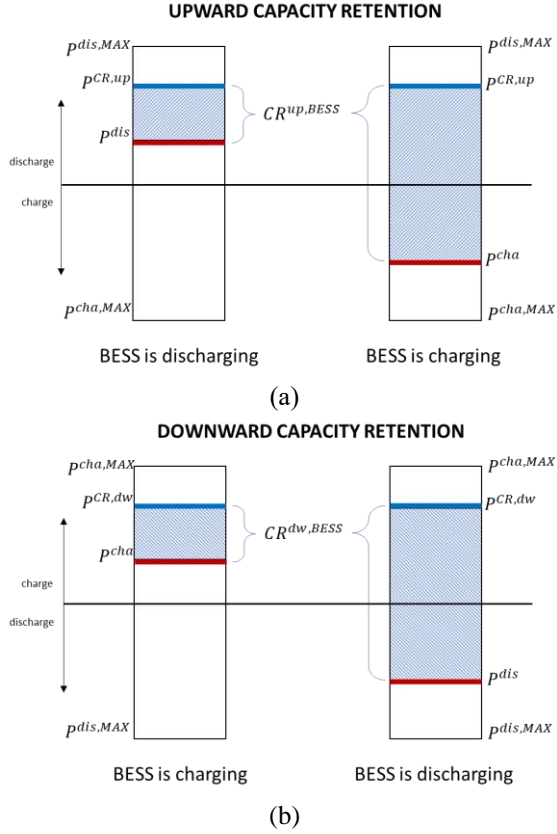 UPWARD CAPACITY RETENTION
P^{dis,MAX}
P^{dis,MAX}
P^{CR,up}
P^{CR,up}
CR^{up,BESS}
P^{dis}
discharge
charge
P^{cha}
P^{cha,MAX}
P^{cha,MAX}
BESS is discharging
BESS is charging
(a)
DOWNWARD CAPACITY RETENTION
P^{cha,MAX}
P^{cha,MAX}
P^{CR,dw}
P^{CR,dw}
CR^{dw,BESS}
P^{cha}
charge
discharge
P^{dis}
P^{dis,MAX}
P^{dis,MAX}
BESS is charging
BESS is discharging
(b)